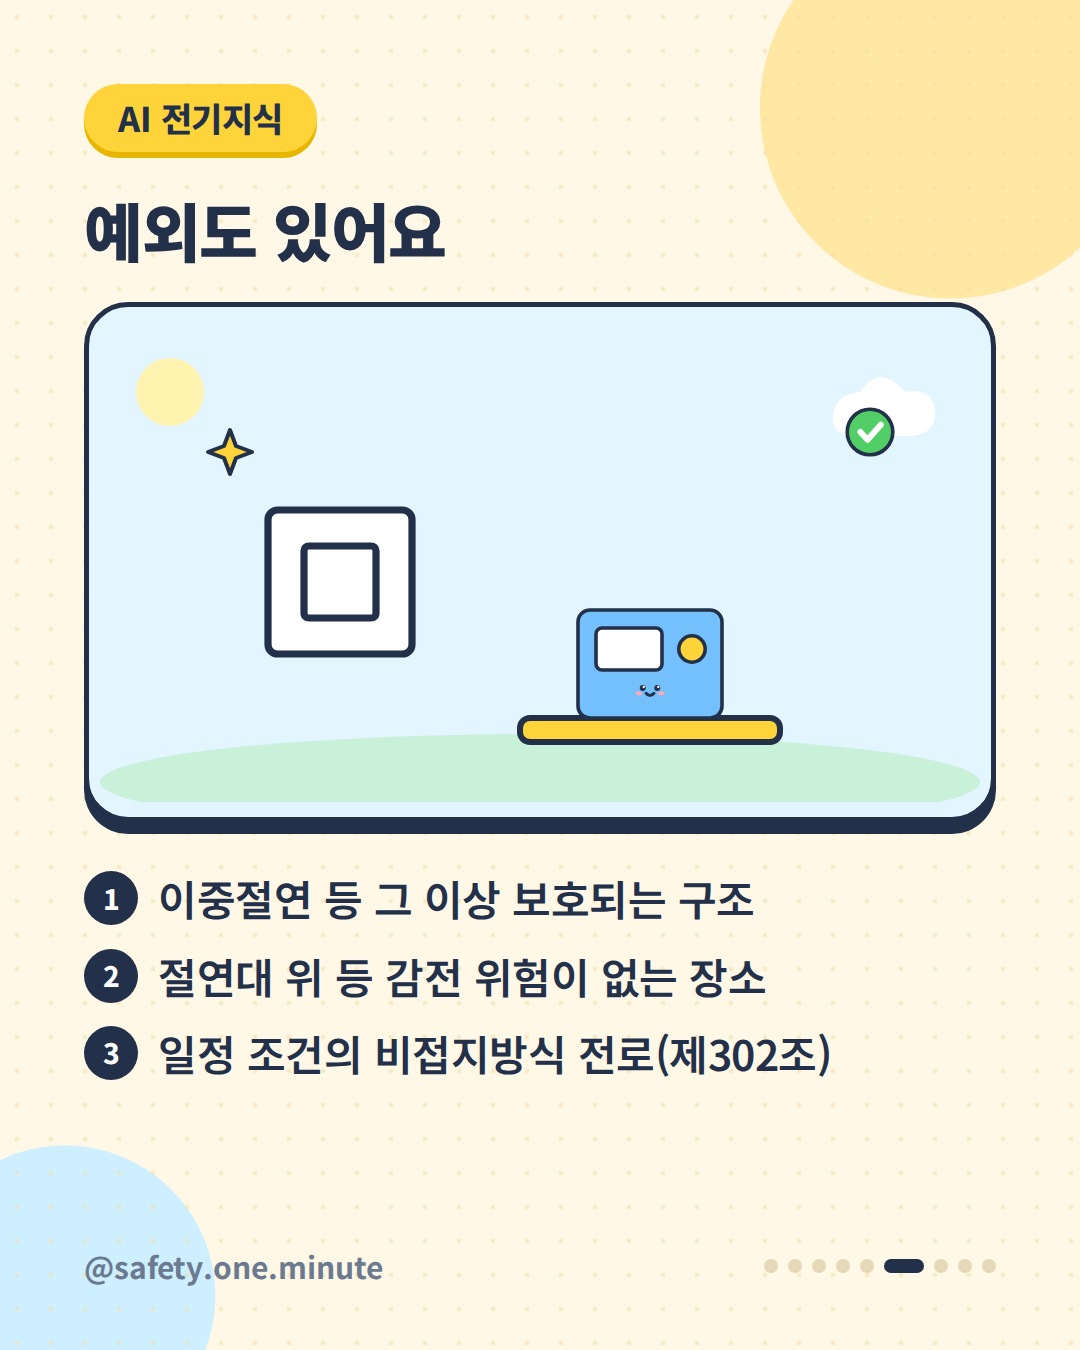 AI 전기지식
예외도 있어요
1 이중절연 등 그 이상 보호되는 구조
2 절연대 위 등 감전 위험이 없는 장소
3 일정 조건의 비접지방식 전로(제302조)
@safety.one.minute